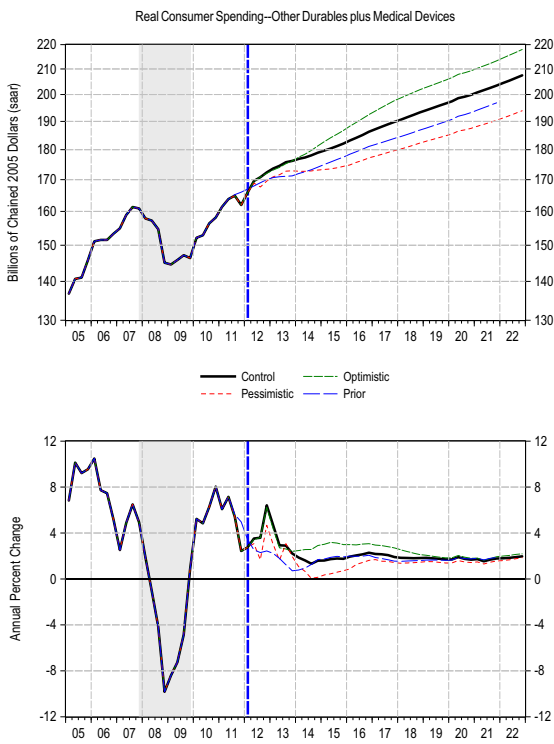 Real Consumer Spending--Other Durables plus Medical Devices
Billions of Chained 2005 Dollars (saar)
220 220
210 210
200 200
190 190
180 180
170 170
160 160
150 150
140 140
130 130
05 06 07 08 09 10 11 12 13 14 15 16 17 18 19 20 21 22
Control Optimistic
Pessimistic Prior
Annual Percent Change
12 12
8 8
4 4
0 0
-4 -4
-8 -8
-12 -12
05 06 07 08 09 10 11 12 13 14 15 16 17 18 19 20 21 22